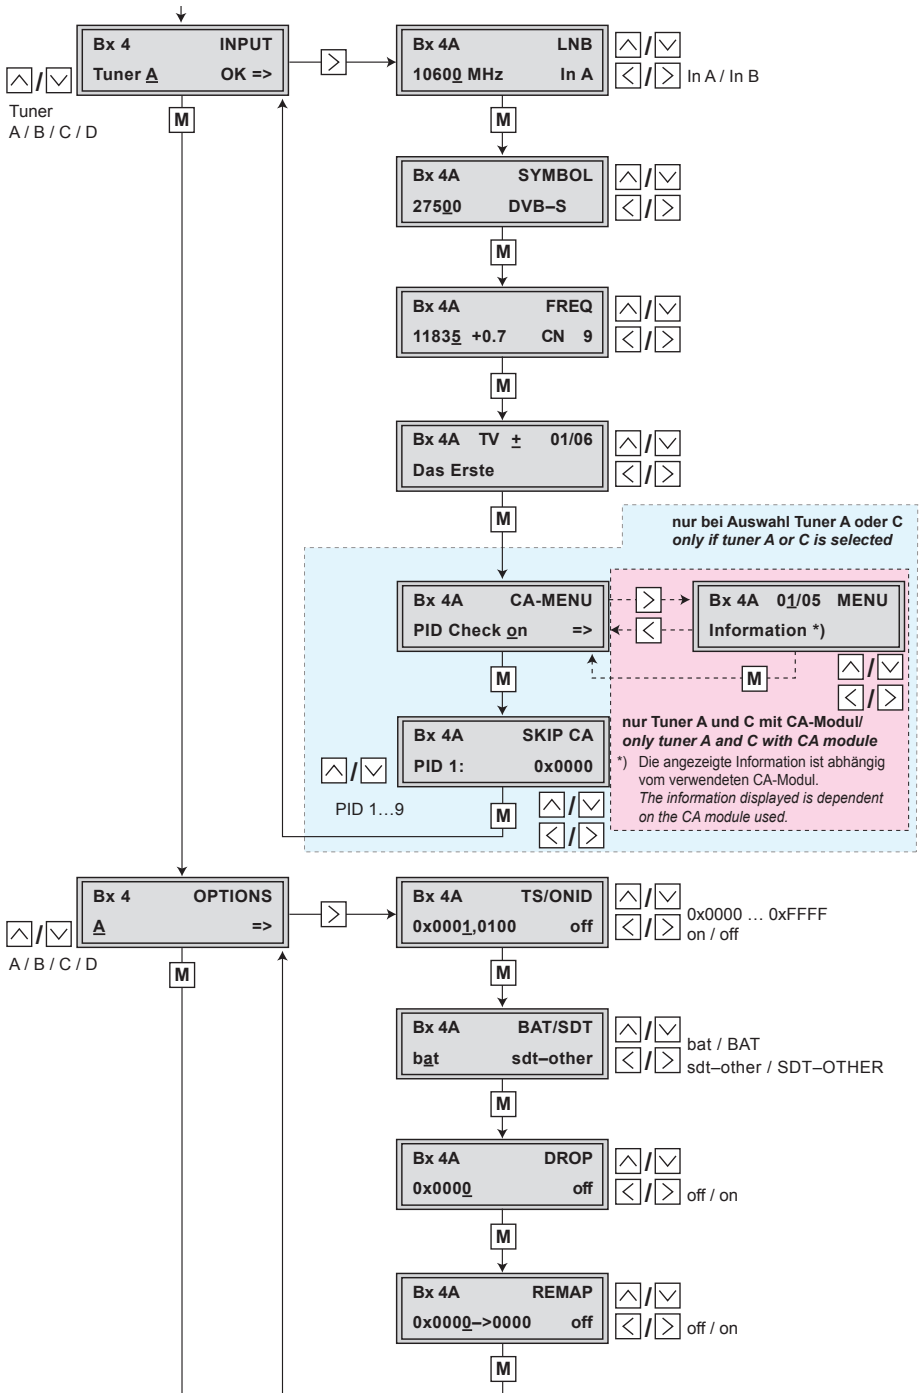 Bx 4 INPUT
Tuner A OK =>
Tuner
A / B / C / D
M
>
Bx 4A LNB
10600 MHz In A
/
< / > In A / In B
M
Bx 4A SYMBOL
27500 DVB–S
/
< / >
M
Bx 4A FREQ
11835 +0.7 CN 9
/
< / >
M
Bx 4A TV + 01/06
Das Erste
/
< / >
M
nur bei Auswahl Tuner A oder C
only if tuner A or C is selected
Bx 4A CA-MENU
PID Check on =>
>
<
Bx 4A 01/05 MENU
Information *)
M
/
< / >
M
nur Tuner A und C mit CA-Modul/
only tuner A and C with CA module
*) Die angezeigte Information ist abhängig
vom verwendeten CA-Modul.
The information displayed is dependent
on the CA module used.
Bx 4A SKIP CA
PID 1: 0x0000
/
PID 1…9
M
/
< / >
Bx 4 OPTIONS
A =>
/
A / B / C / D
M
>
Bx 4A TS/ONID
0x0001,0100 off
/
< / >
0x0000 … 0xFFFF
on / off
M
Bx 4A BAT/SDT
bat sdt–other
/
< / >
bat / BAT
sdt–other / SDT–OTHER
M
Bx 4A DROP
0x0000 off
/
< / > off / on
M
Bx 4A REMAP
0x0000–>0000 off
/
< / > off / on
M